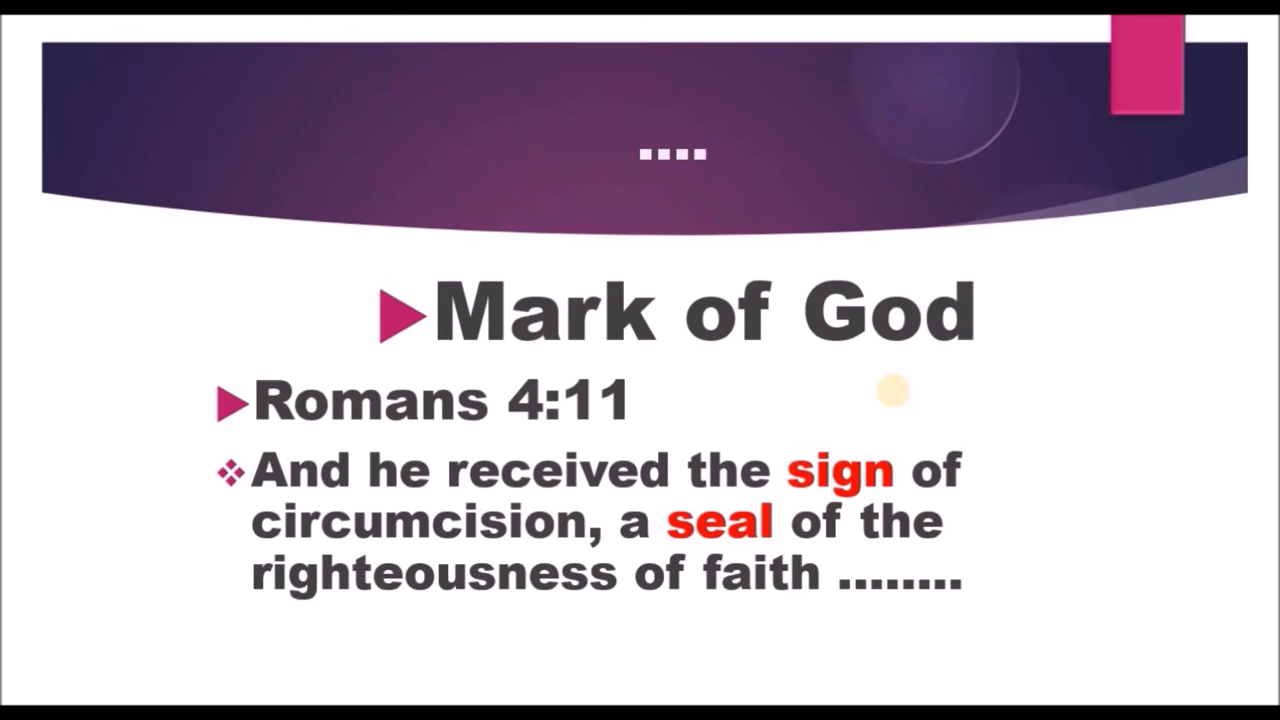 ....
Mark of God
Romans 4:11
And he received the sign of
circumcision, a seal of the
righteousness of faith ........